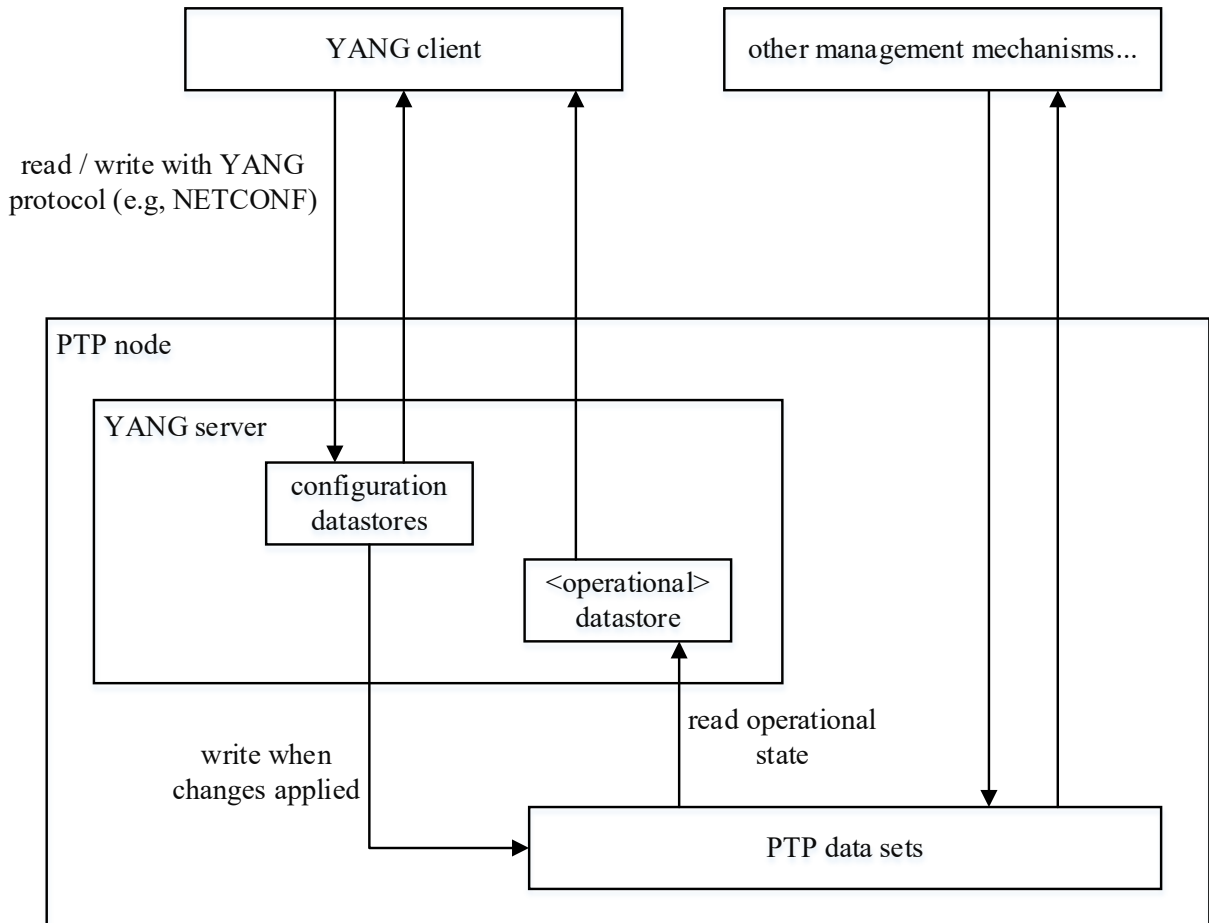 YANG client
other management mechanisms...
read / write with YANG
protocol (e.g, NETCONF)
PTP node
YANG server
configuration
datastores
<operational>
datastore
read operational
state
write when
changes applied
PTP data sets